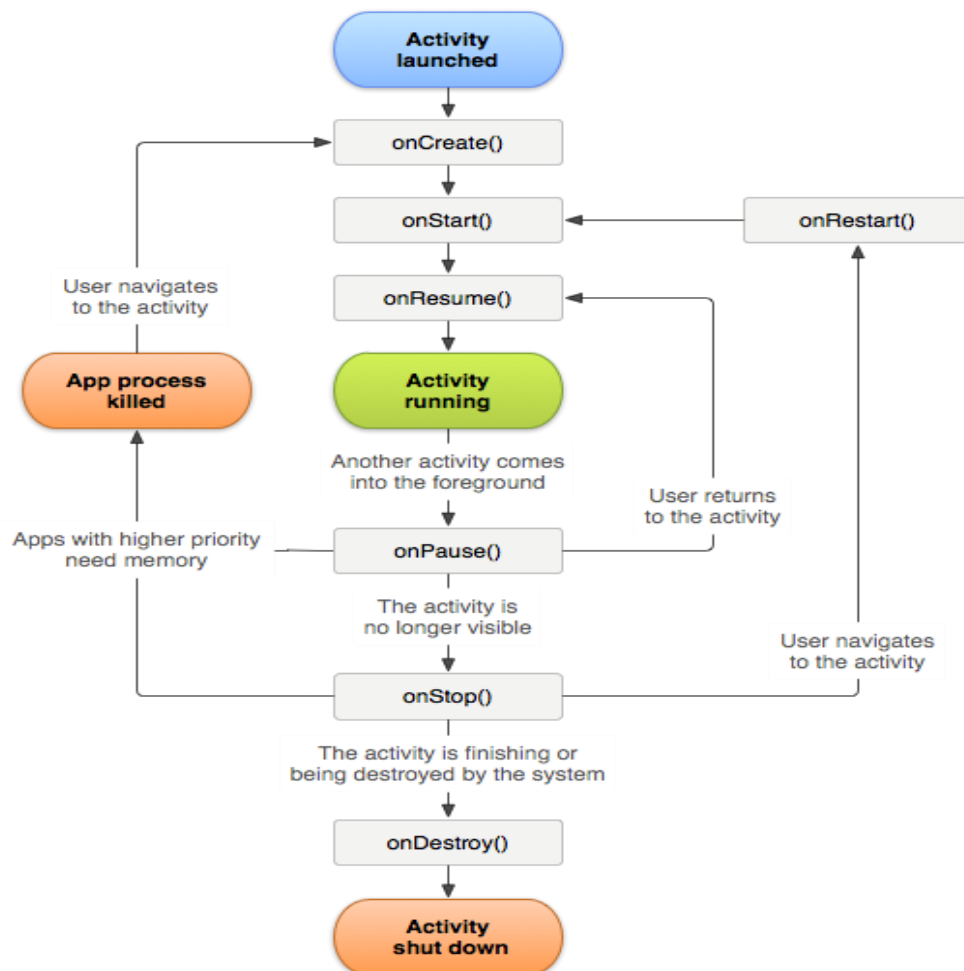 Activity
launched
onCreate()
onStart()
onRestart()
User navigates
to the activity
onResume()
App process
killed
Activity
running
Another activity comes
into the foreground
User returns
to the activity
Apps with higher priority
need memory
onPause()
The activity is
no longer visible
User navigates
to the activity
onStop()
The activity is finishing or
being destroyed by the system
onDestroy()
Activity
shut down